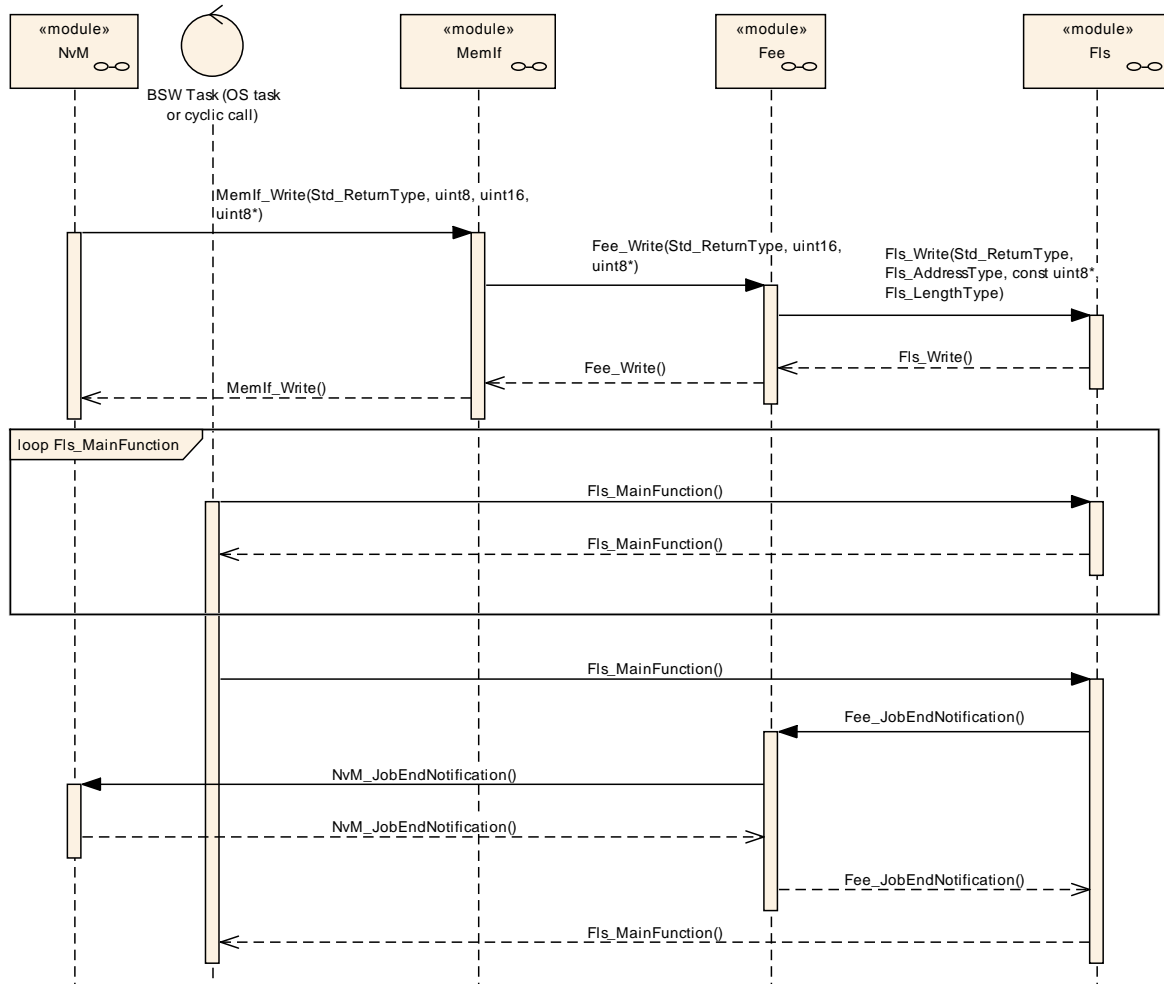 «module»
NvM
«module»
MemIf
«module»
Fee
«module»
Fls
BSW Task (OS task
or cyclic call)
MemIf_Write(Std_ReturnType, uint8, uint16,
uint8*)
Fee_Write(Std_ReturnType, uint16,
uint8*)
Fls_Write(Std_ReturnType,
Fls_AddressType, const uint8*,
Fls_LengthType)
Fls_Write()
Fee_Write()
MemIf_Write()
loop Fls_MainFunction
Fls_MainFunction()
Fls_MainFunction()
Fls_MainFunction()
Fee_JobEndNotification()
NvM_JobEndNotification()
NvM_JobEndNotification()
Fee_JobEndNotification()
Fls_MainFunction()